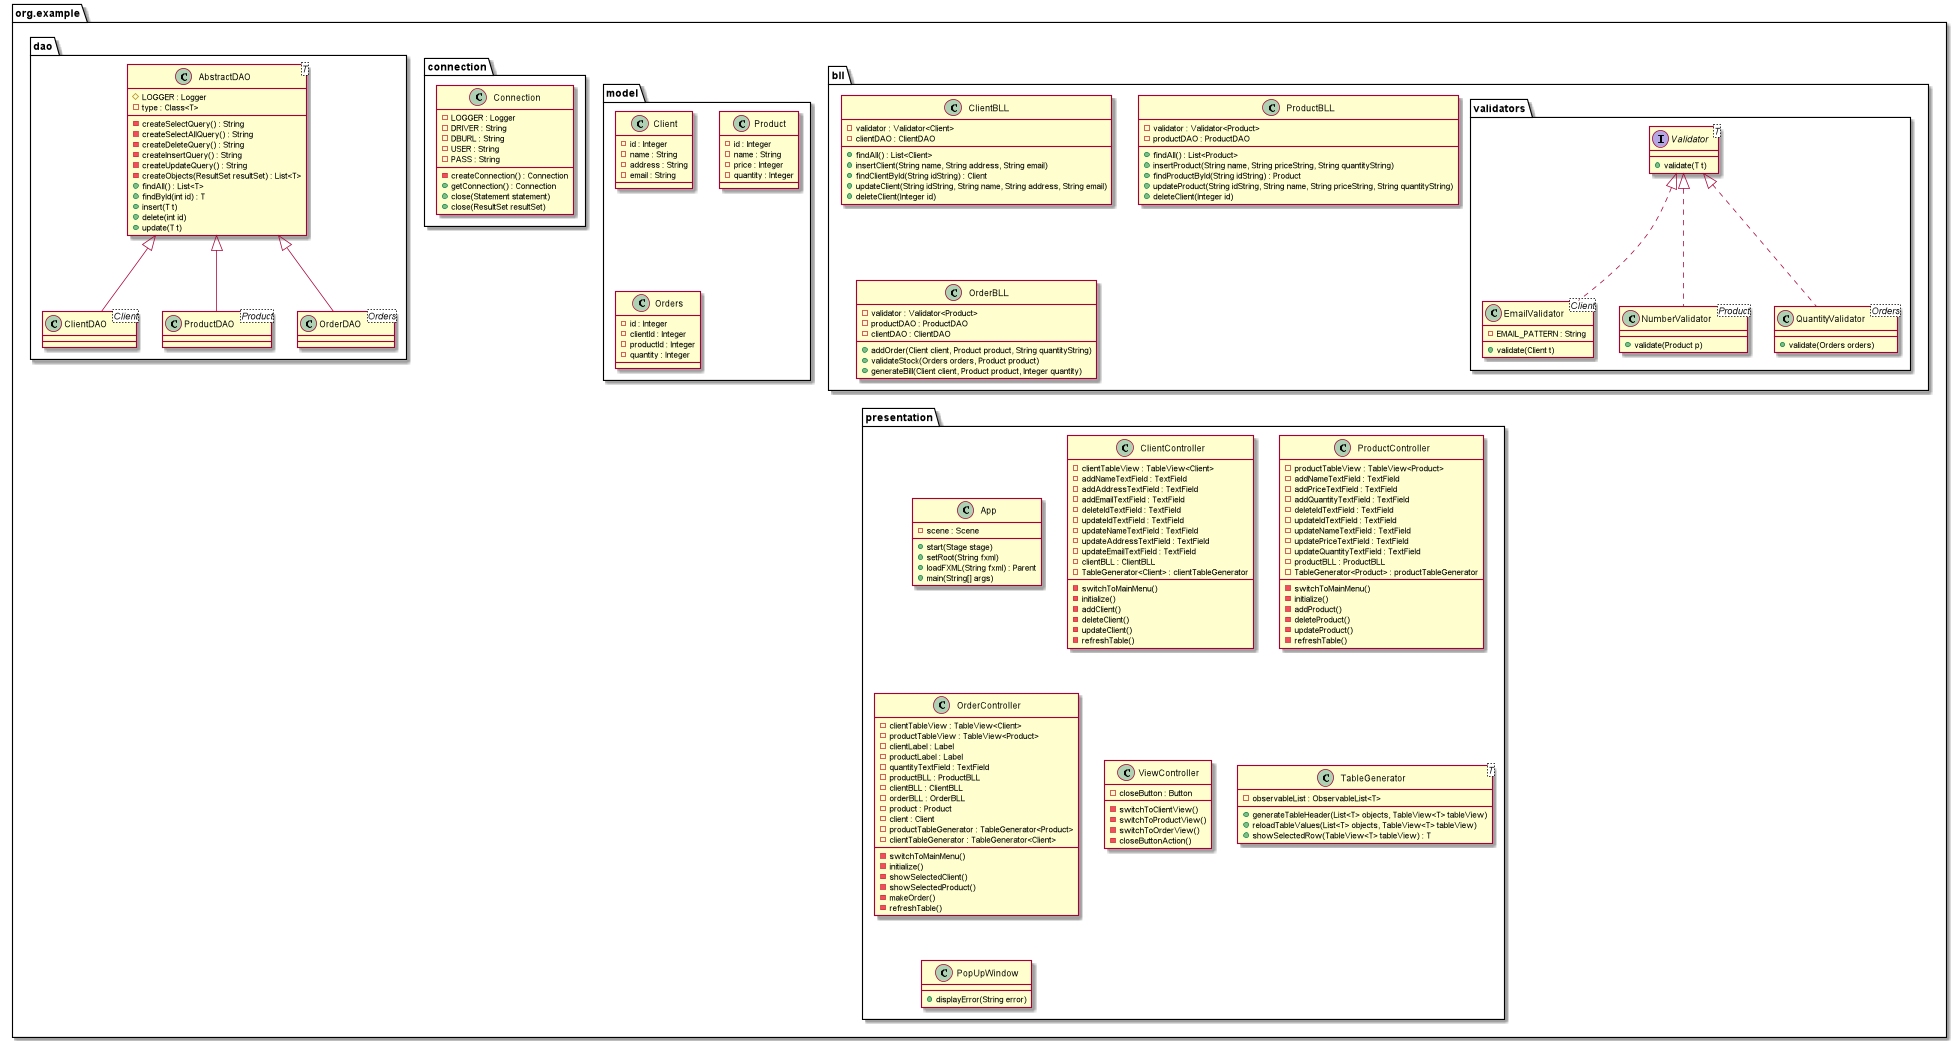 org.example
dao
C AbstractDAO T
LOGGER : Logger
type : Class<T>
createSelectQuery() : String
createSelectAllQuery() : String
createDeleteQuery() : String
createInsertQuery() : String
createUpdateQuery() : String
createObjects(ResultSet resultSet) : List<T>
findAll() : List<T>
findById(int id) : T
insert(T t)
delete(int id)
update(T t)
C ClientDAO Client
C ProductDAO Product
C OrderDAO Orders
connection
C Connection
LOGGER : Logger
DRIVER : String
DBURL : String
USER : String
PASS : String
createConnection() : Connection
getConnection() : Connection
close(Statement statement)
close(ResultSet resultSet)
model
C Client
id : Integer
name : String
address : String
email : String
C Product
id : Integer
name : String
price : Integer
quantity : Integer
C Orders
id : Integer
clientId : Integer
productId : Integer
quantity : Integer
bll
C ClientBLL
validator : Validator<Client>
clientDAO : ClientDAO
findAll() : List<Client>
insertClient(String name, String address, String email)
findClientById(String idString) : Client
updateClient(String idString, String name, String address, String email)
deleteClient(Integer id)
C ProductBLL
validator : Validator<Product>
productDAO : ProductDAO
findAll() : List<Product>
insertProduct(String name, String priceString, String quantityString)
findProductById(String idString) : Product
updateProduct(String idString, String name, String priceString, String quantityString)
deleteClient(Integer id)
C OrderBLL
validator : Validator<Product>
productDAO : ProductDAO
clientDAO : ClientDAO
addOrder(Client client, Product product, String quantityString)
validateStock(Orders orders, Product product)
generateBill(Client client, Product product, Integer quantity)
validators
I Validator T
validate(T t)
C EmailValidator Client
EMAIL_PATTERN : String
validate(Client t)
C NumberValidator Product
validate(Product p)
C QuantityValidator Orders
validate(Orders orders)
presentation
C App
scene : Scene
start(Stage stage)
setRoot(String fxml)
loadFXML(String fxml) : Parent
main(String[] args)
C ClientController
clientTableView : TableView<Client>
addNameTextField : TextField
addAddressTextField : TextField
addEmailTextField : TextField
deleteIdTextField : TextField
updateIdTextField : TextField
updateNameTextField : TextField
updateAddressTextField : TextField
updateEmailTextField : TextField
clientBLL : ClientBLL
TableGenerator<Client> : clientTableGenerator
switchToMainMenu()
initialize()
addClient()
deleteClient()
updateClient()
refreshTable()
C ProductController
productTableView : TableView<Product>
addNameTextField : TextField
addPriceTextField : TextField
addQuantityTextField : TextField
deleteIdTextField : TextField
updateIdTextField : TextField
updateNameTextField : TextField
updatePriceTextField : TextField
updateQuantityTextField : TextField
productBLL : ProductBLL
TableGenerator<Product> : productTableGenerator
switchToMainMenu()
initialize()
addProduct()
deleteProduct()
updateProduct()
refreshTable()
C OrderController
clientTableView : TableView<Client>
productTableView : TableView<Product>
clientLabel : Label
productLabel : Label
quantityTextField : TextField
productBLL : ProductBLL
clientBLL : ClientBLL
orderBLL : OrderBLL
product : Product
client : Client
productTableGenerator : TableGenerator<Product>
clientTableGenerator : TableGenerator<Client>
switchToMainMenu()
initialize()
showSelectedClient()
showSelectedProduct()
makeOrder()
refreshTable()
C ViewController
closeButton : Button
switchToClientView()
switchToProductView()
switchToOrderView()
closeButtonAction()
C TableGenerator T
observableList : ObservableList<T>
generateTableHeader(List<T> objects, TableView<T> tableView)
reloadTableValues(List<T> objects, TableView<T> tableView)
showSelectedRow(TableView<T> tableView) : T
C PopUpWindow
displayError(String error)